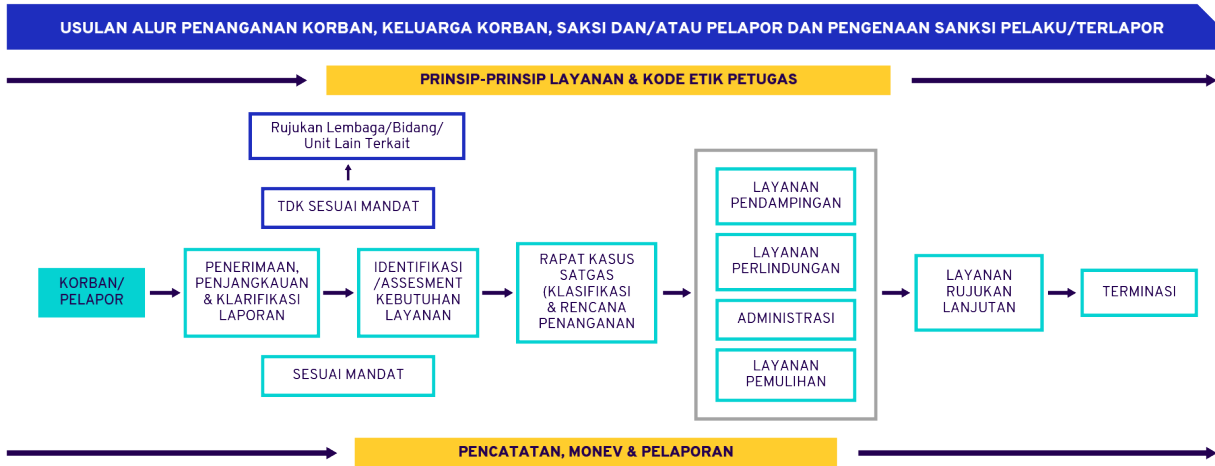 USULAN ALUR PENANGANAN KORBAN, KELUARGA KORBAN, SAKSI DAN/ATAU PELAPOR DAN PENGENAAN SANKSI PELAKU/TERLAPOR
PRINSIP-PRINSIP LAYANAN & KODE ETIK PETUGAS
Rujukan Lembaga/Bidang/
Unit Lain Terkait
TDK SESUAI MANDAT
KORBAN/
PELAPOR
PENERIMAAN,
PENJANGKAUAN
& KLARIFIKASI
LAPORAN
IDENTIFIKASI
/ASSESMENT
KEBUTUHAN
LAYANAN
SESUAI MANDAT
RAPAT KASUS
SATGAS
(KLASIFIKASI
& RENCANA
PENANGANAN
LAYANAN
PENDAMPINGAN
LAYANAN
PERLINDUNGAN
ADMINISTRASI
LAYANAN
PEMULIHAN
LAYANAN
RUJUKAN
LANJUTAN
TERMINASI
PENCATATAN, MONEV & PELAPORAN